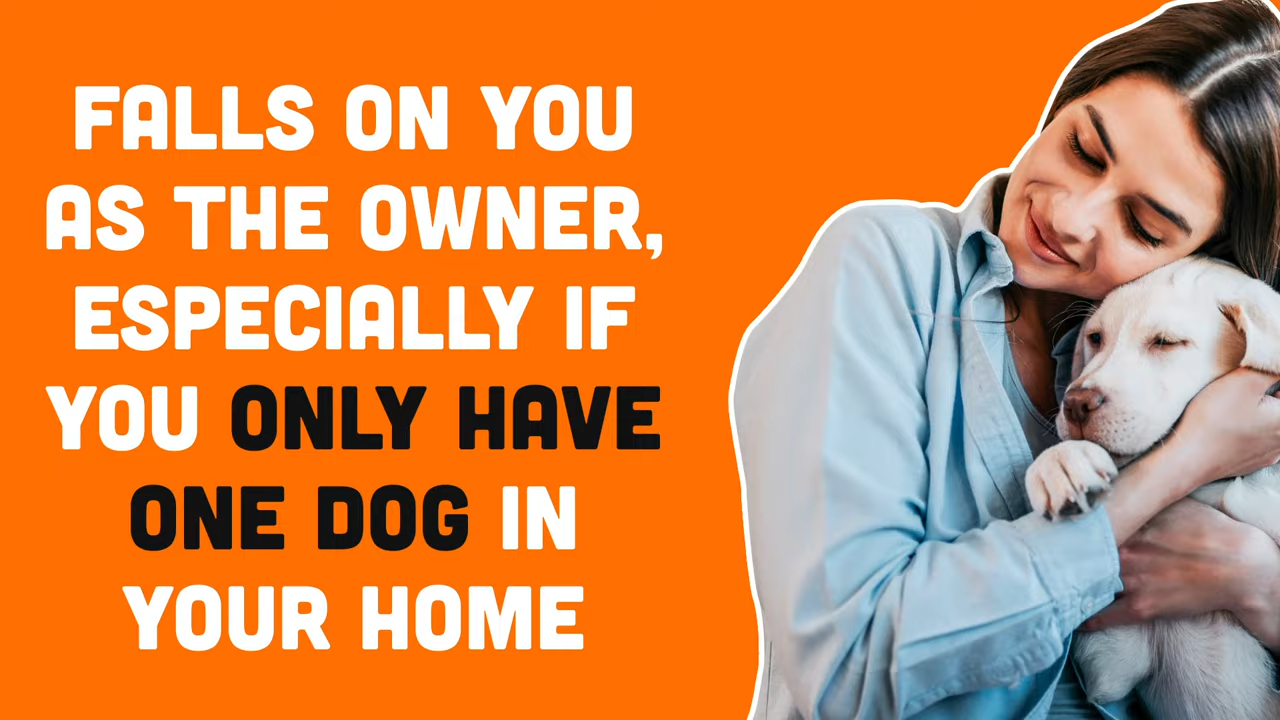 FALLS ON YOU
AS THE OWNER,
ESPECIALLY IF
YOU ONLY HAVE
ONE DOG IN
YOUR HOME